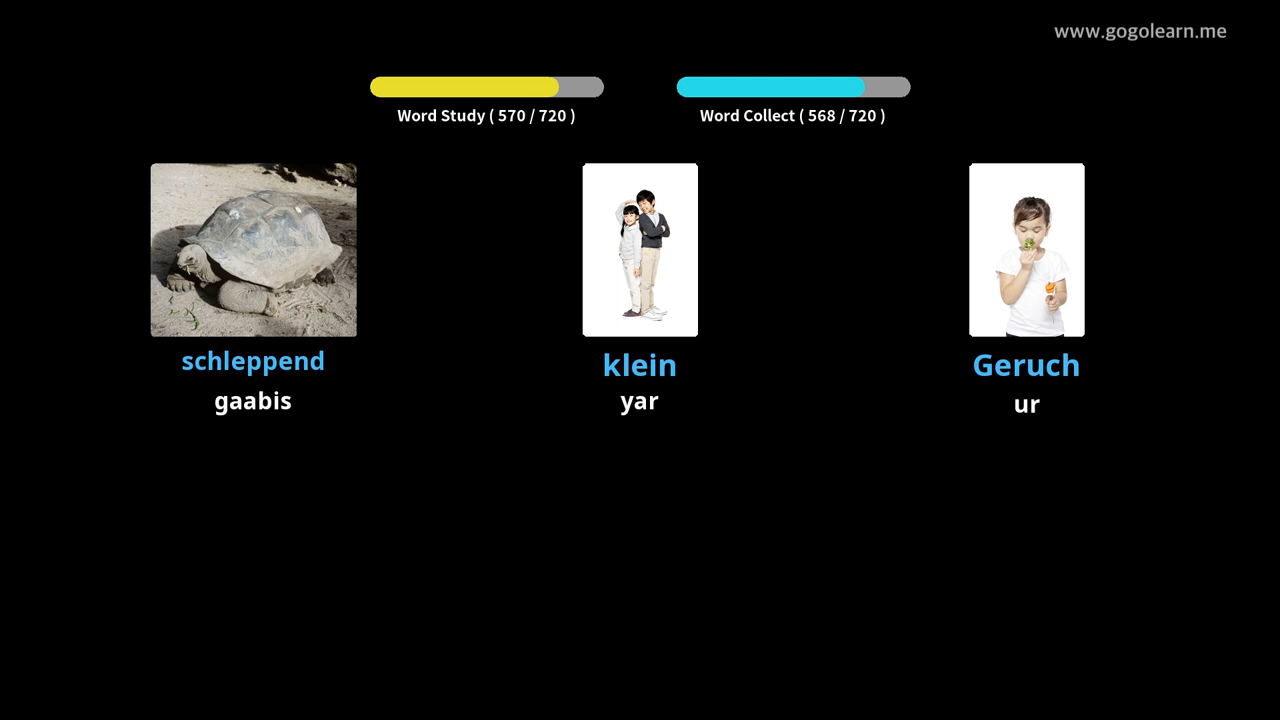 www.gogolearn.me
Word Study ( 570 / 720 )
Word Collect ( 568 / 720 )
schleppend
gaabis
klein
yar
Geruch
ur